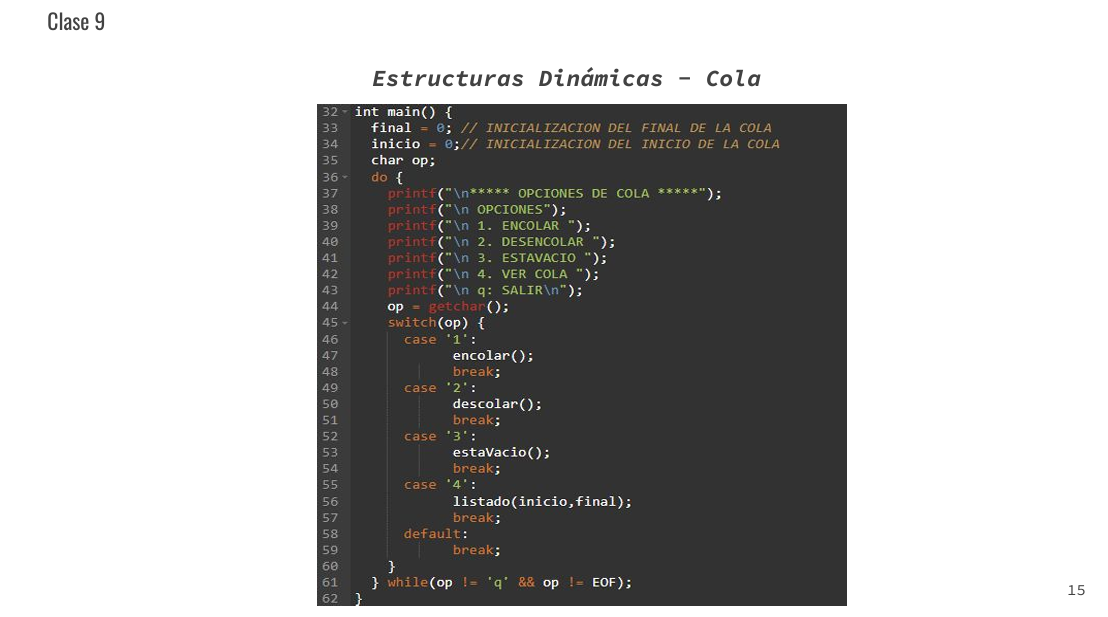 Clase 9
Estructuras Dinámicas - Cola
32 int main() {
33 final = 0; // INICIALIZACION DEL FINAL DE LA COLA
34 inicio = 0;// INICIALIZACION DEL INICIO DE LA COLA
35 char op;
36 do {
37 printf("\n***** OPCIONES DE COLA *****");
38 printf("\n OPCIONES");
39 printf("\n 1. ENCOLAR ");
40 printf("\n 2. DESENCOLAR ");
41 printf("\n 3. ESTAVACIO ");
42 printf("\n 4. VER COLA ");
43 printf("\n q: SALIR\n");
44 op = getchar();
45 switch(op) {
46 case '1':
47 encolar();
48 break;
49 case '2':
50 descolar();
51 break;
52 case '3':
53 estaVacio();
54 break;
55 case '4':
56 listado(inicio,final);
57 break;
58 default:
59 break;
60 }
61 } while(op != 'q' && op != EOF);
62 }
15